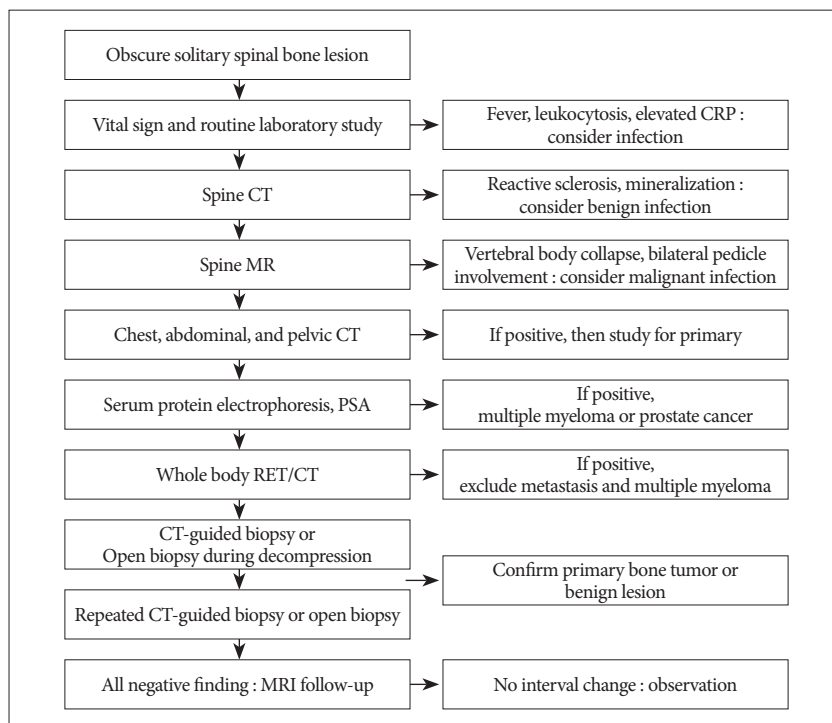 Obscure solitary spinal bone lesion
Vital sign and routine laboratory study
Fever, leukocytosis, elevated CRP :
consider infection
Spine CT
Reactive sclerosis, mineralization :
consider benign infection
Spine MR
Vertebral body collapse, bilateral pedicle
involvement : consider malignant infection
Chest, abdominal, and pelvic CT
If positive, then study for primary
Serum protein electrophoresis, PSA
If positive,
multiple myeloma or prostate cancer
Whole body RET/CT
If positive,
exclude metastasis and multiple myeloma
CT-guided biopsy or
Open biopsy during decompression
Confirm primary bone tumor or
benign lesion
Repeated CT-guided biopsy or open biopsy
All negative finding : MRI follow-up
No interval change : observation